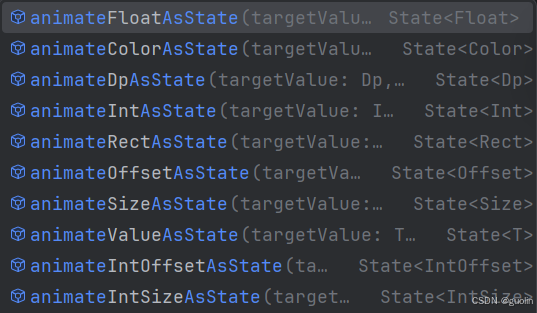 animateFloatAsState(targetValu… State<Float>
animateColorAsState(targetValu… State<Color>
animateDpAsState(targetValue: Dp,… State<Dp>
animateIntAsState(targetValue: I… State<Int>
animateRectAsState(targetValue:… State<Rect>
animateOffsetAsState(targetVa… State<Offset>
animateSizeAsState(targetValue:… State<Size>
animateValueAsState(targetValue: T… State<T>
animateIntOffsetAsState(ta… State<IntOffset>
animateIntSizeAsState(target… State<IntSize>
CSDN @guolin